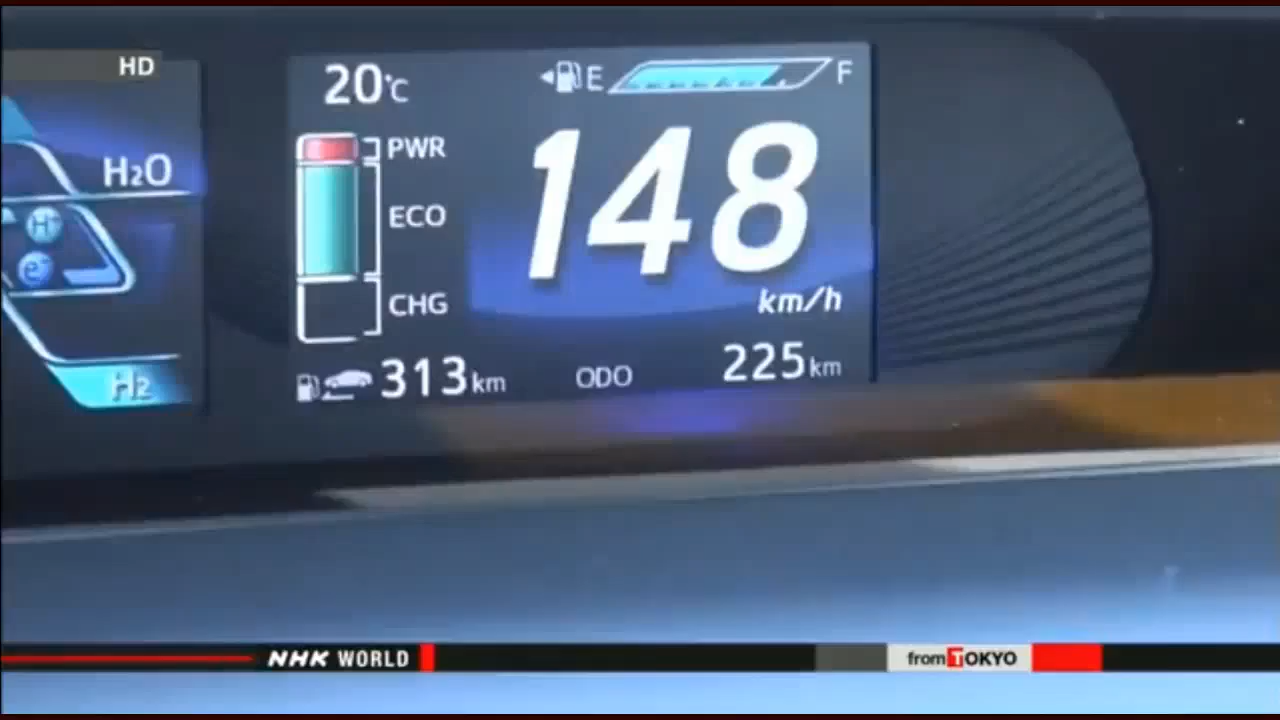 HD
20°C
E F
H2O
PWR
H+
ECO
148
e-
CHG
km/h
H2
313km
ODO
225km
NHK WORLD
from TOKYO